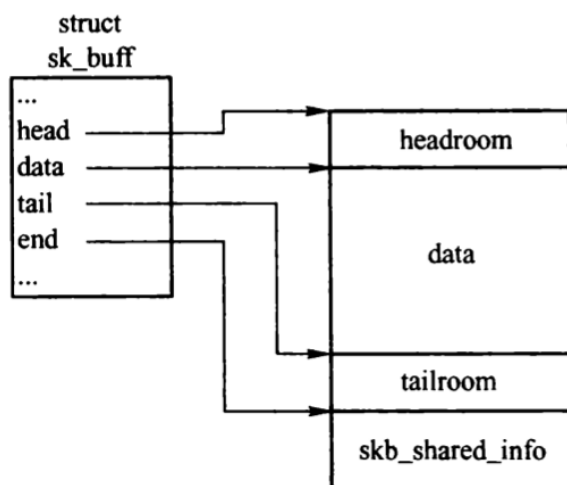 struct
sk_buff
...
head
data
tail
end
...
headroom
data
tailroom
skb_shared_info